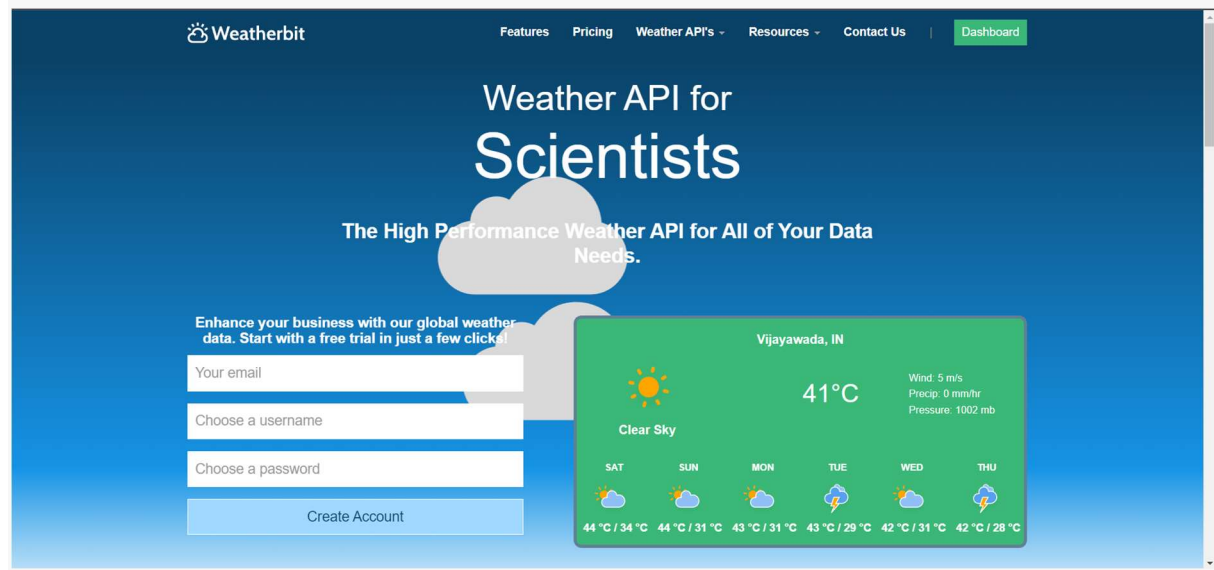 Weatherbit
Features Pricing Weather API's Resources Contact Us | Dashboard
Weather API for
Scientists
The High Performance Weather API for All of Your Data
Needs.
Enhance your business with our global weather
data. Start with a free trial in just a few clicks!
Your email
Choose a username
Choose a password
Create Account
Vijayawada, IN
41°C
Wind: 5 m/s
Precip: 0 mm/hr
Pressure: 1002 mb
Clear Sky
SAT SUN MON TUE WED THU
44 °C / 34 °C 44 °C / 31 °C 43 °C / 31 °C 43 °C / 29 °C 42 °C / 31 °C 42 °C / 28 °C